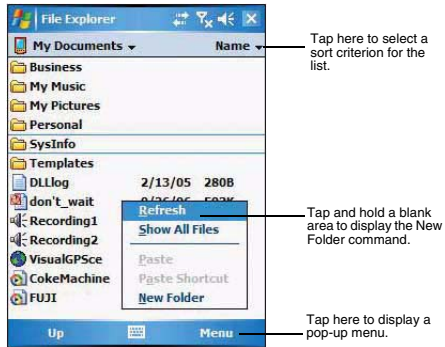 File Explorer
My Documents
Name
Tap here to select a
sort criterion for the
list.
Business
My Music
My Pictures
Personal
SysInfo
Templates
DLLlog 2/13/05 280B
don't_wait
Refresh
Show All Files
Paste
Paste Shortcut
New Folder
Recording1
Recording2
VisualGPSce
CokeMachine
FUJI
Tap and hold a blank
area to display the New
Folder command.
Up
Menu
Tap here to display a
pop-up menu.